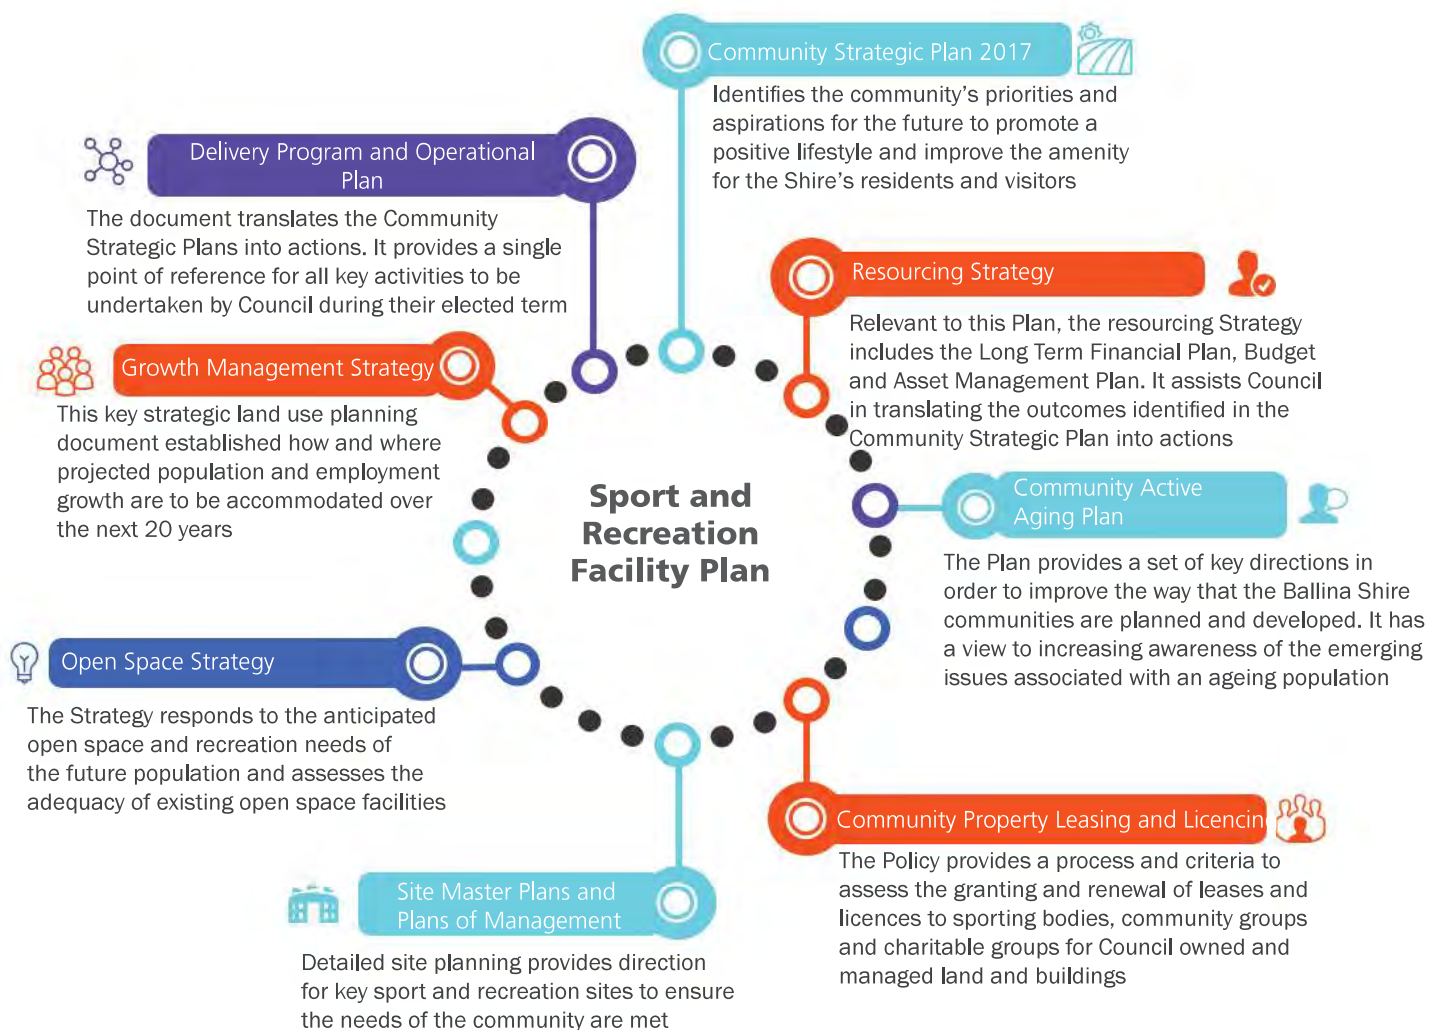 Community Strategic Plan 2017
Identifies the community's priorities and
aspirations for the future to promote a
positive lifestyle and improve the amenity
for the Shire's residents and visitors
Delivery Program and Operational
Plan
The document translates the Community
Strategic Plans into actions. It provides a single
point of reference for all key activities to be
undertaken by Council during their elected term
Resourcing Strategy
Relevant to this Plan, the resourcing Strategy
includes the Long Term Financial Plan, Budget
and Asset Management Plan. It assists Council
in translating the outcomes identified in the
Community Strategic Plan into actions
Growth Management Strategy
This key strategic land use planning
document established how and where
projected population and employment
growth are to be accommodated over
the next 20 years
Sport and
Recreation
Facility Plan
Community Active
Aging Plan
The Plan provides a set of key directions in
order to improve the way that the Ballina Shire
communities are planned and developed. It has
a view to increasing awareness of the emerging
issues associated with an ageing population
Open Space Strategy
The Strategy responds to the anticipated
open space and recreation needs of
the future population and assesses the
adequacy of existing open space facilities
Community Property Leasing and Licencin
The Policy provides a process and criteria to
assess the granting and renewal of leases and
licences to sporting bodies, community groups
and charitable groups for Council owned and
managed land and buildings
Site Master Plans and
Plans of Management
Detailed site planning provides direction
for key sport and recreation sites to ensure
the needs of the community are met